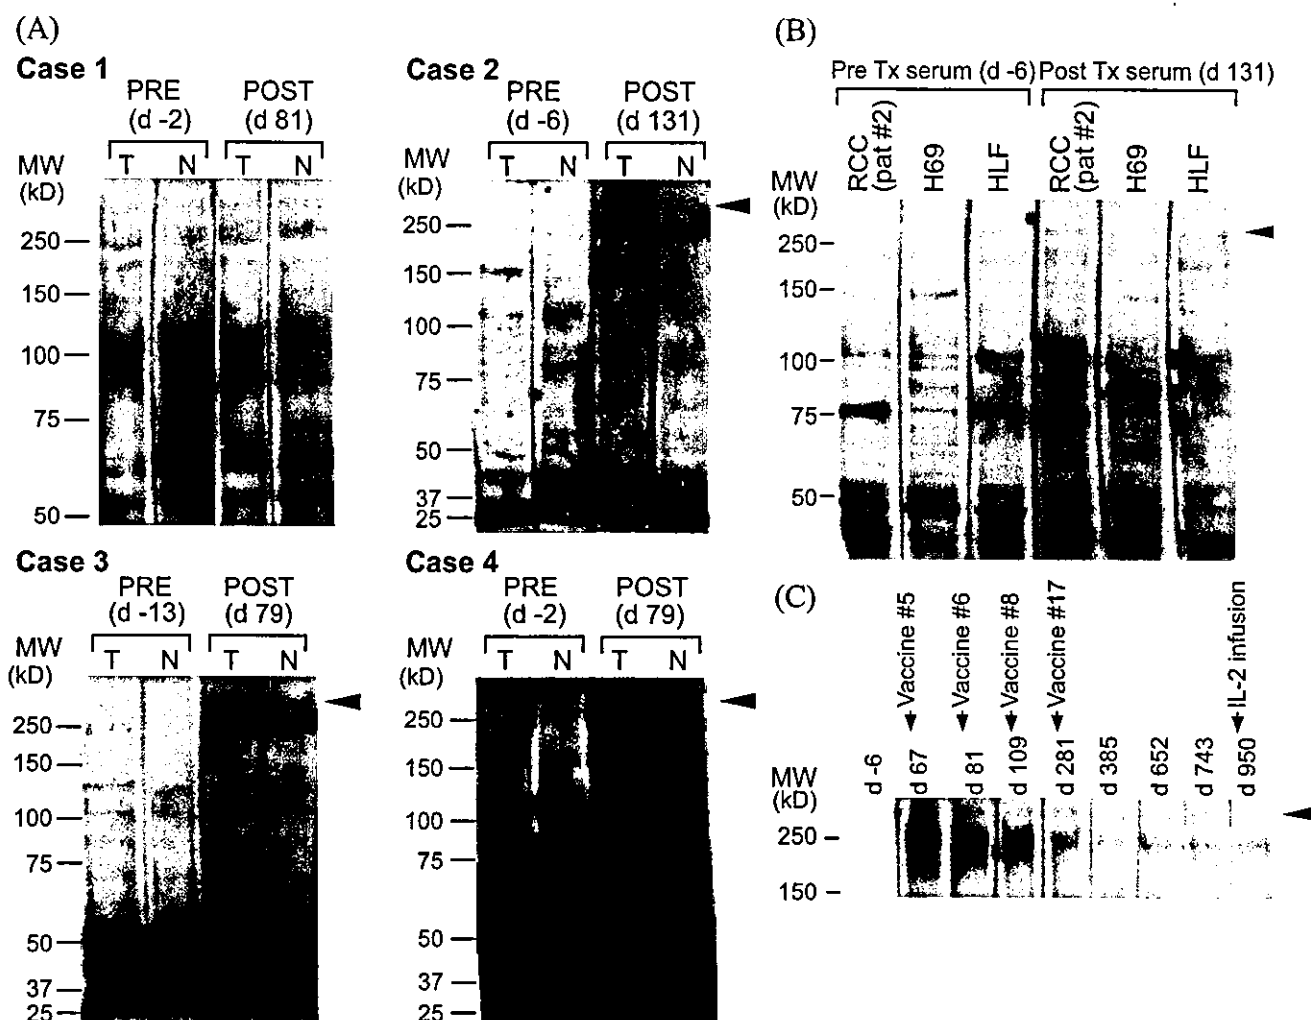 (A)
Case 1
PRE
(d -2)
POST
(d 81)
T N T N
MW
(kD)
250
150
100
75
50
Case 2
PRE
(d -6)
POST
(d 131)
T N T N
MW
(kD)
250
150
100
75
50
37
25
Case 3
PRE
(d -13)
POST
(d 79)
T N T N
MW
(kD)
250
150
100
75
50
37
25
Case 4
PRE
(d -2)
POST
(d 79)
T N T N
MW
(kD)
250
150
100
75
50
37
25
(B)
Pre Tx serum (d -6) Post Tx serum (d 131)
RCC
(pat #2)
H69
HLF
RCC
(pat #2)
H69
HLF
MW
(kD)
250
150
100
75
50
(C)
Vaccine #5
Vaccine #6
Vaccine #8
Vaccine #17
IL-2 infusion
d -6
d 67
d 81
d 109
d 281
d 385
d 652
d 743
d 950
MW
(kD)
250
150